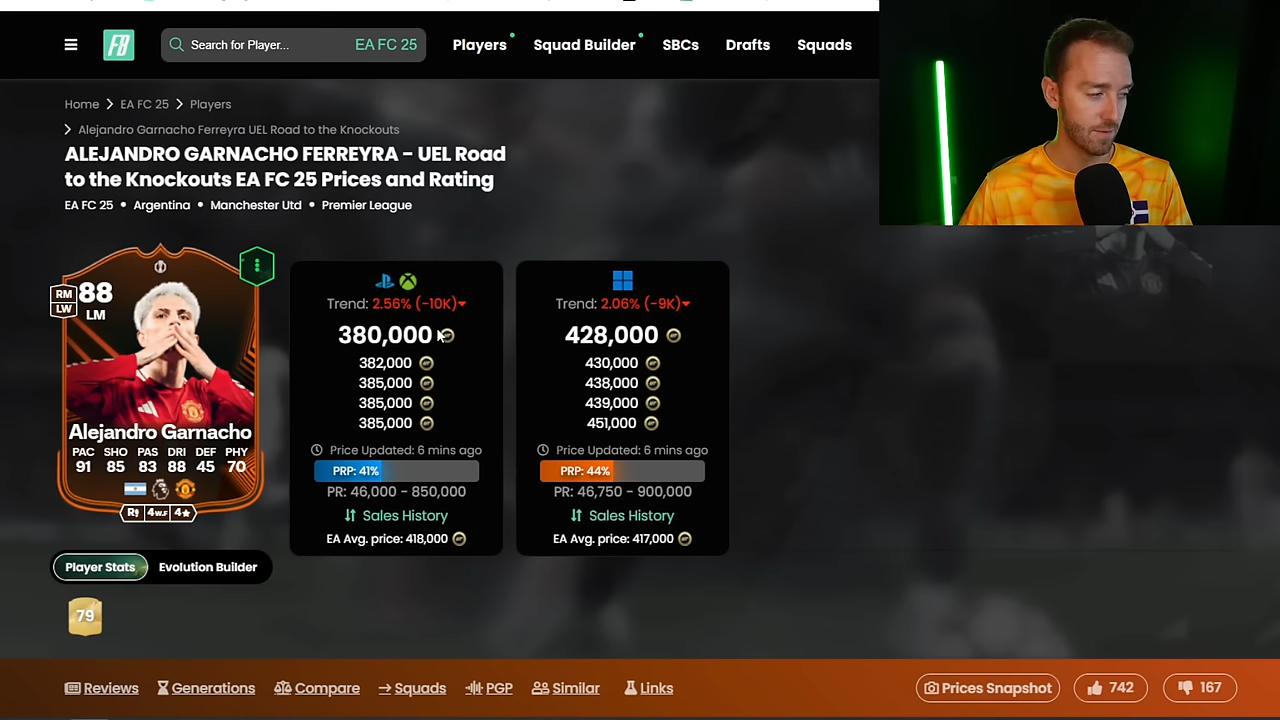 FB
Search for Player...
EA FC 25
Players
Squad Builder
SBCs
Drafts
Squads
Home
EA FC 25
Players
Alejandro Garnacho Ferreyra UEL Road to the Knockouts
ALEJANDRO GARNACHO FERREYRA - UEL Road
to the Knockouts EA FC 25 Prices and Rating
EA FC 25 • Argentina • Manchester Utd • Premier League
RM
LW
88
LM
Alejandro Garnacho
PAC SHO PAS DRI DEF PHY
91 85 83 88 45 70
R 4W.F 4★
Trend: 2.56% (-10K)
380,000
382,000
385,000
385,000
385,000
Price Updated: 6 mins ago
PRP: 41%
PR: 46,000 - 850,000
Sales History
EA Avg. price: 418,000
Trend: 2.06% (-9K)
428,000
430,000
438,000
439,000
451,000
Price Updated: 6 mins ago
PRP: 44%
PR: 46,750 - 900,000
Sales History
EA Avg. price: 417,000
Player Stats
Evolution Builder
79
Reviews
Generations
Compare
Squads
PGP
Similar
Links
Prices Snapshot
742
167